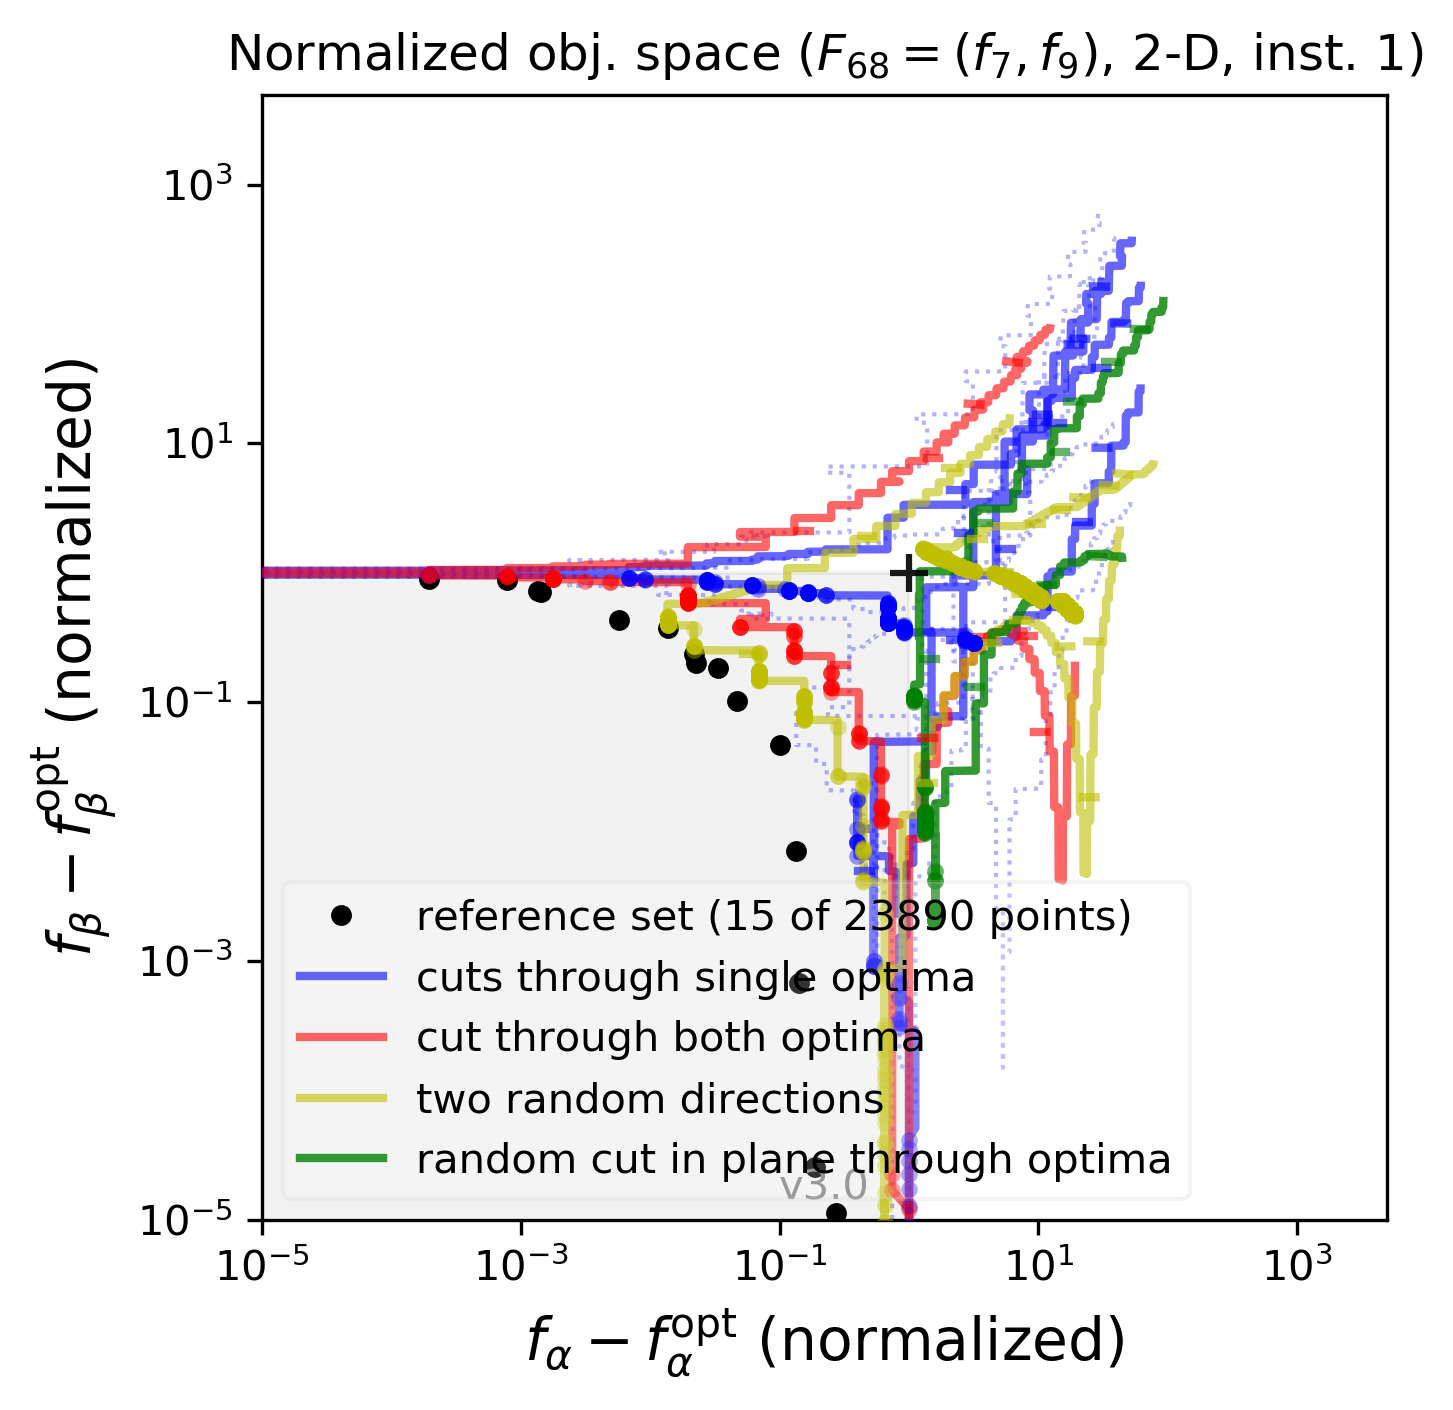 Normalized obj. space (F₆₈ = (f₇, f₉), 2-D, inst. 1)
10³
10¹
10⁻¹
10⁻³
10⁻⁵
f_β − f_β^opt (normalized)
reference set (15 of 23890 points)
cuts through single optima
cut through both optima
two random directions
random cut in plane through optima
v3.0
10⁻⁵ 10⁻³ 10⁻¹ 10¹ 10³
f_α − f_α^opt (normalized)